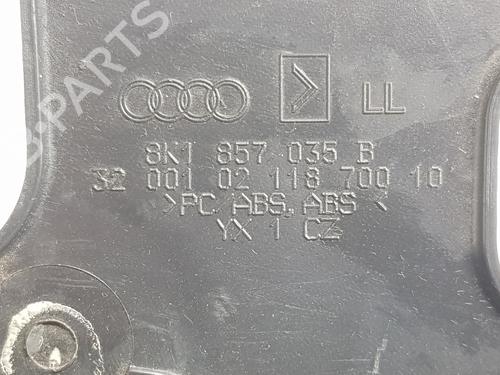 LL
8K1 857 035 B
32 001 02 118 700 10
>PC/ABS, ABS<
YX 1 CZ
B-PARTS